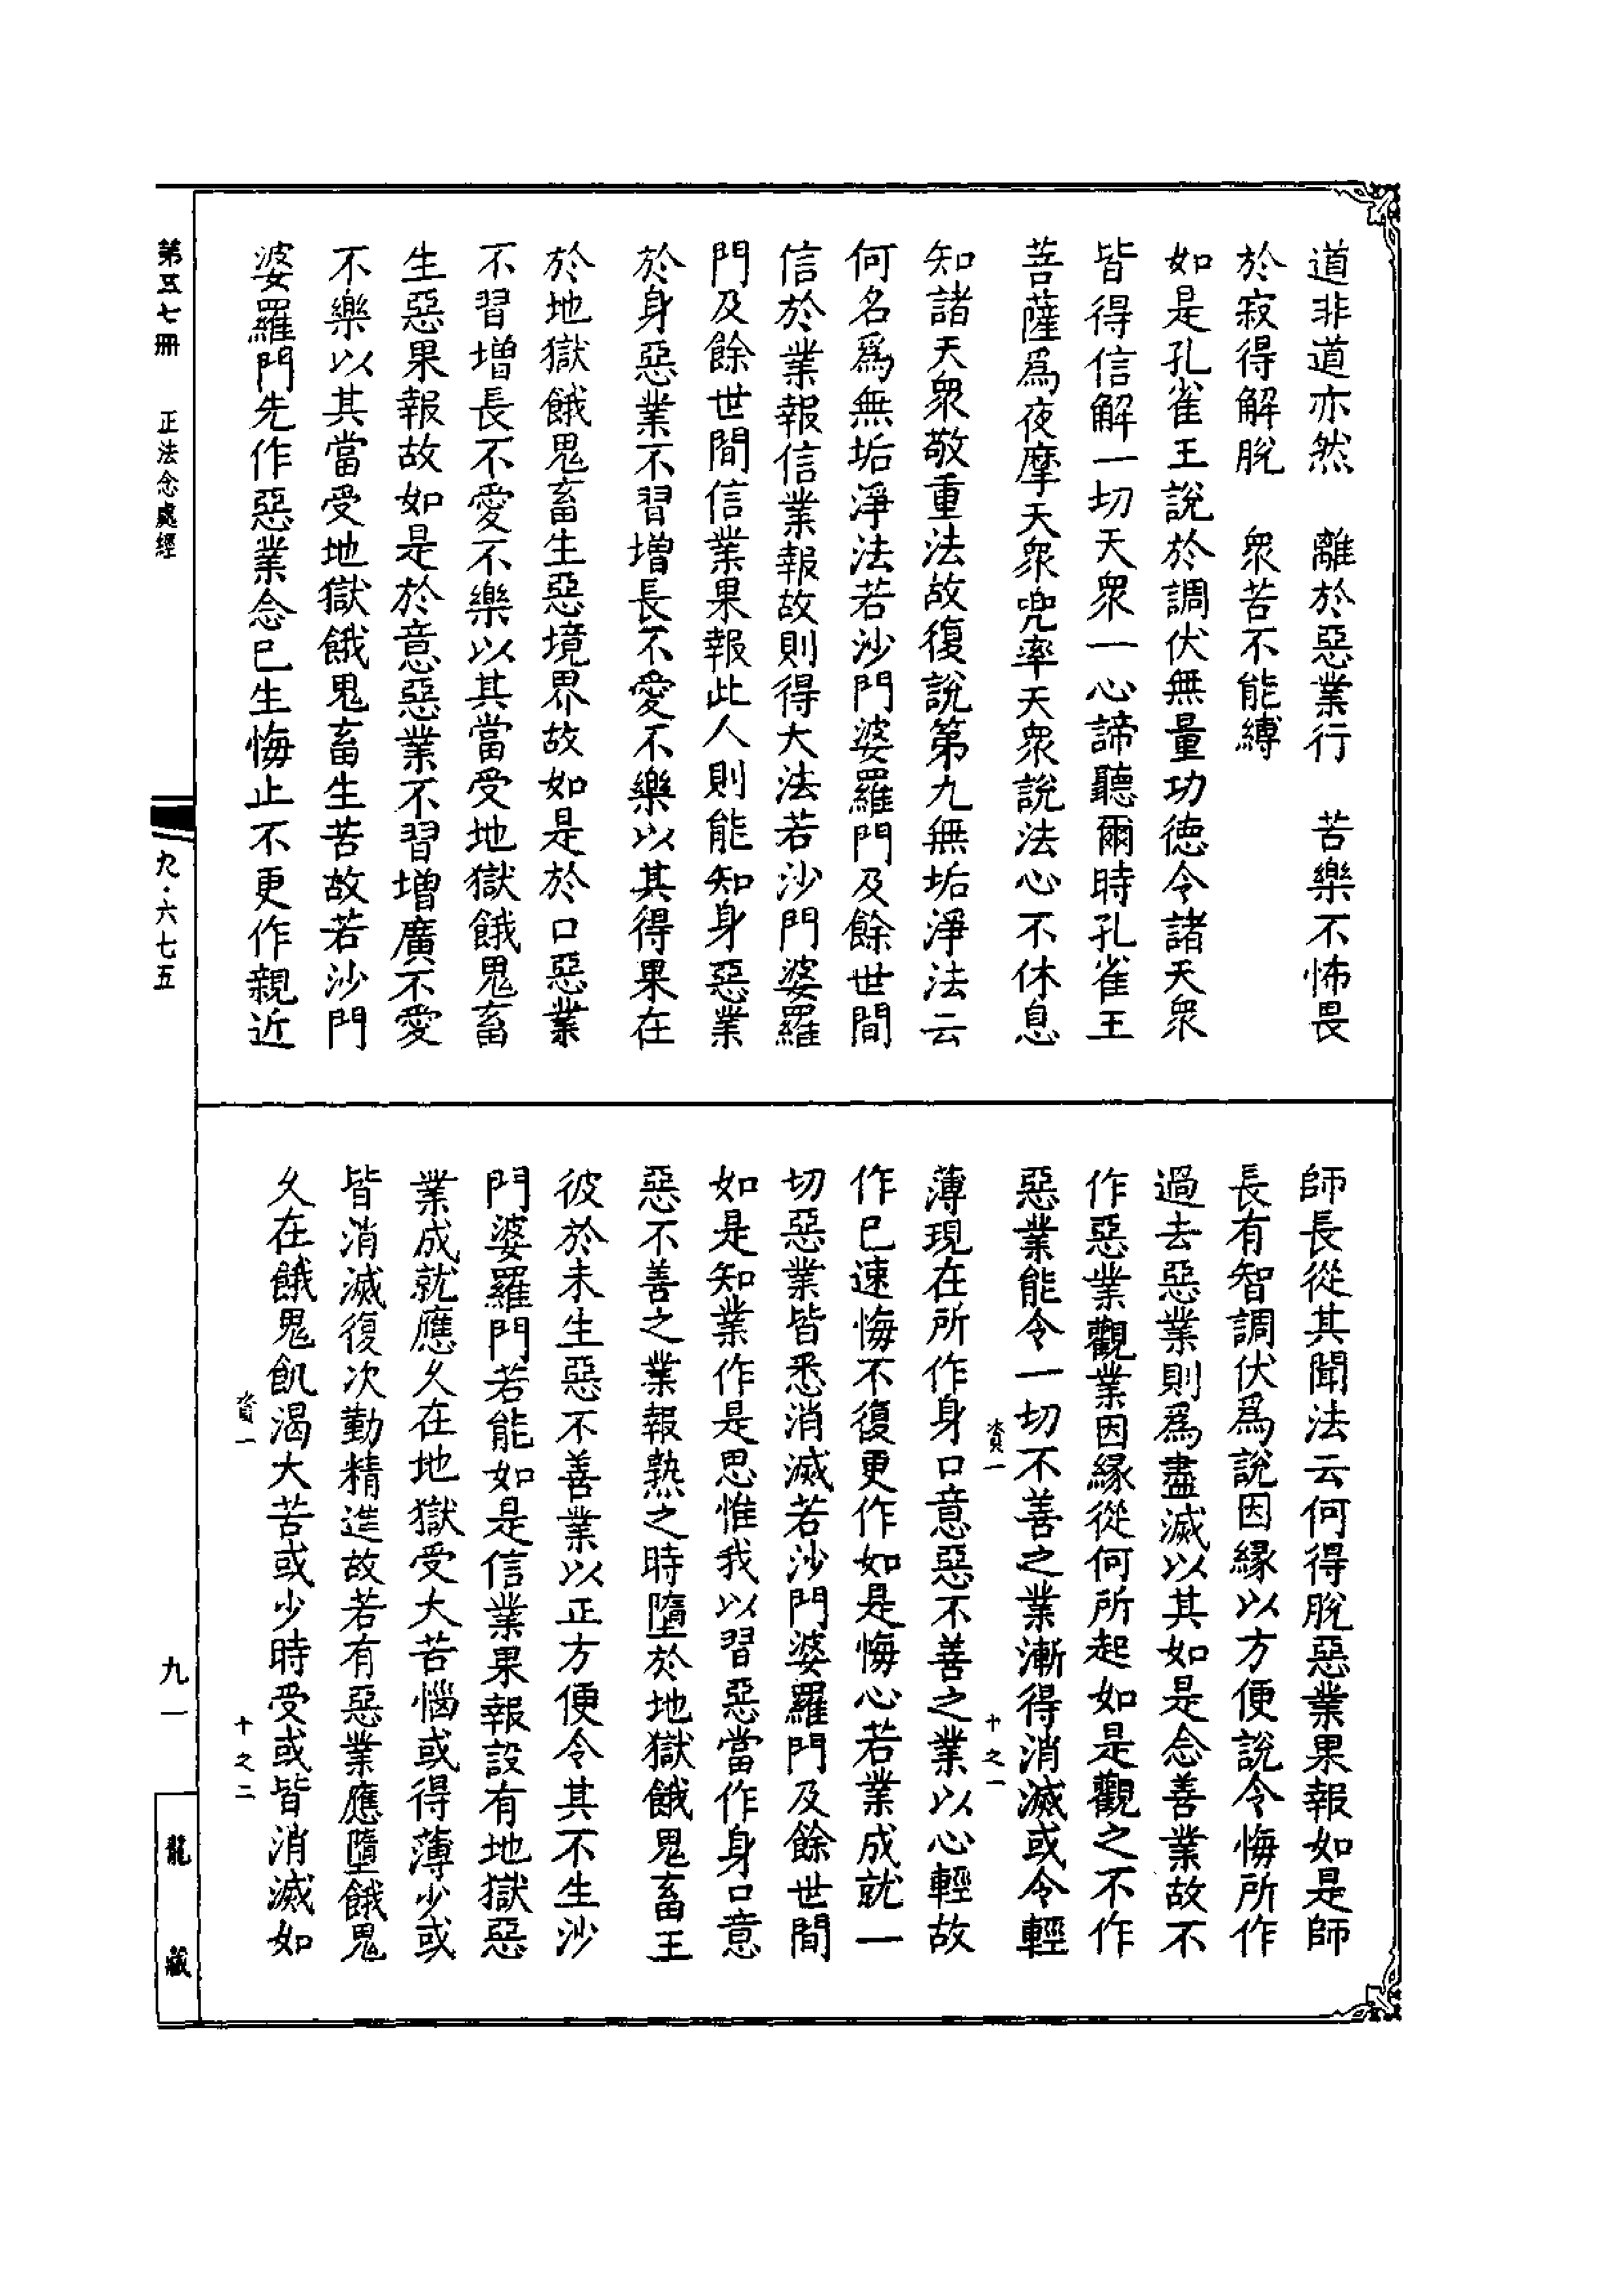 道非道亦然　離於惡業行　苦樂不怖畏
於寂得解脫　衆苦不能縛
如是孔雀王說於調伏無量功德令諸天衆
皆得信解一切天衆一心諦聽爾時孔雀王
菩薩爲夜摩天衆兜率天衆說法心不休息
知諸天衆敬重法故復說第九無垢淨法云
何名爲無垢淨法若沙門婆羅門及餘世間
信於業報信業報故則得大法若沙門婆羅
門及餘世間信業果報此人則能知身惡業
於身惡業不習增長不愛不樂以其得果在
於地獄餓鬼畜生惡境界故如是於口惡業
不習增長不愛不樂以其當受地獄餓鬼畜
生惡果報故如是於意惡業不習增廣不愛
不樂以其當受地獄餓鬼畜生苦故若沙門
婆羅門先作惡業念已生悔止不更作親近
師長從其聞法云何得脫惡業果報如是師
長有智調伏爲說因緣以方便說令悔所作
過去惡業則爲盡滅以其如是念善業故不
作惡業觀業因緣從何所起如是觀之不作
惡業能令一切不善之業漸得消滅或令輕
資一　十之一
薄現在所作身口意惡不善之業以心輕故
作已速悔不復更作如是悔心若業成就一
切惡業皆悉消滅若沙門婆羅門及餘世間
如是知業作是思惟我以習惡當作身口意
惡不善之業報熟之時墮於地獄餓鬼畜王
彼於未生惡不善業以正方便令其不生沙
門婆羅門若能如是信業果報設有地獄惡
業成就應久在地獄受大苦惱或得薄少或
皆消滅復次勤精進故若有惡業應墮餓鬼
久在餓鬼飢渴大苦或少時受或皆消滅如
資一　十之二
第五七冊　正法念處經　九·六七五
九一　龍藏